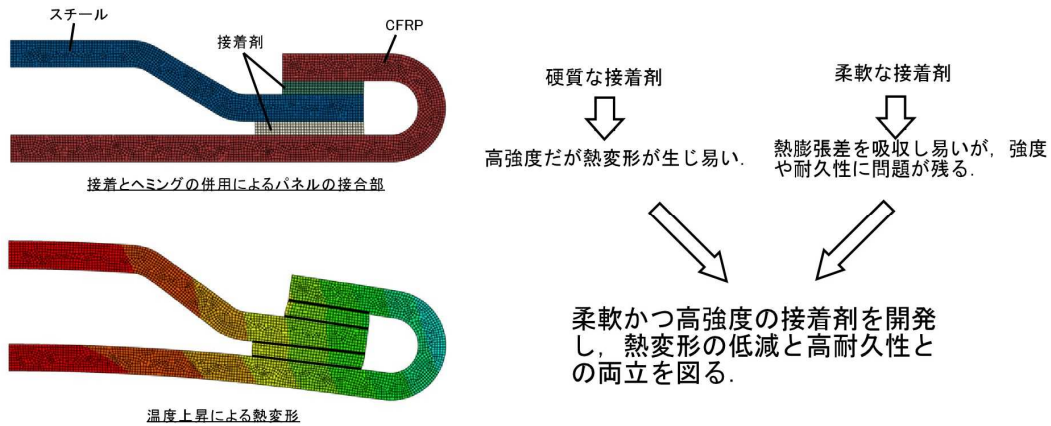 スチール
接着剤
CFRP
接着とヘミングの併用によるパネルの接合部
温度上昇による熱変形
硬質な接着剤
高強度だが熱変形が生じ易い.
柔軟な接着剤
熱膨張差を吸収し易いが，強度
や耐久性に問題が残る.
柔軟かつ高強度の接着剤を開発
し，熱変形の低減と高耐久性と
の両立を図る.